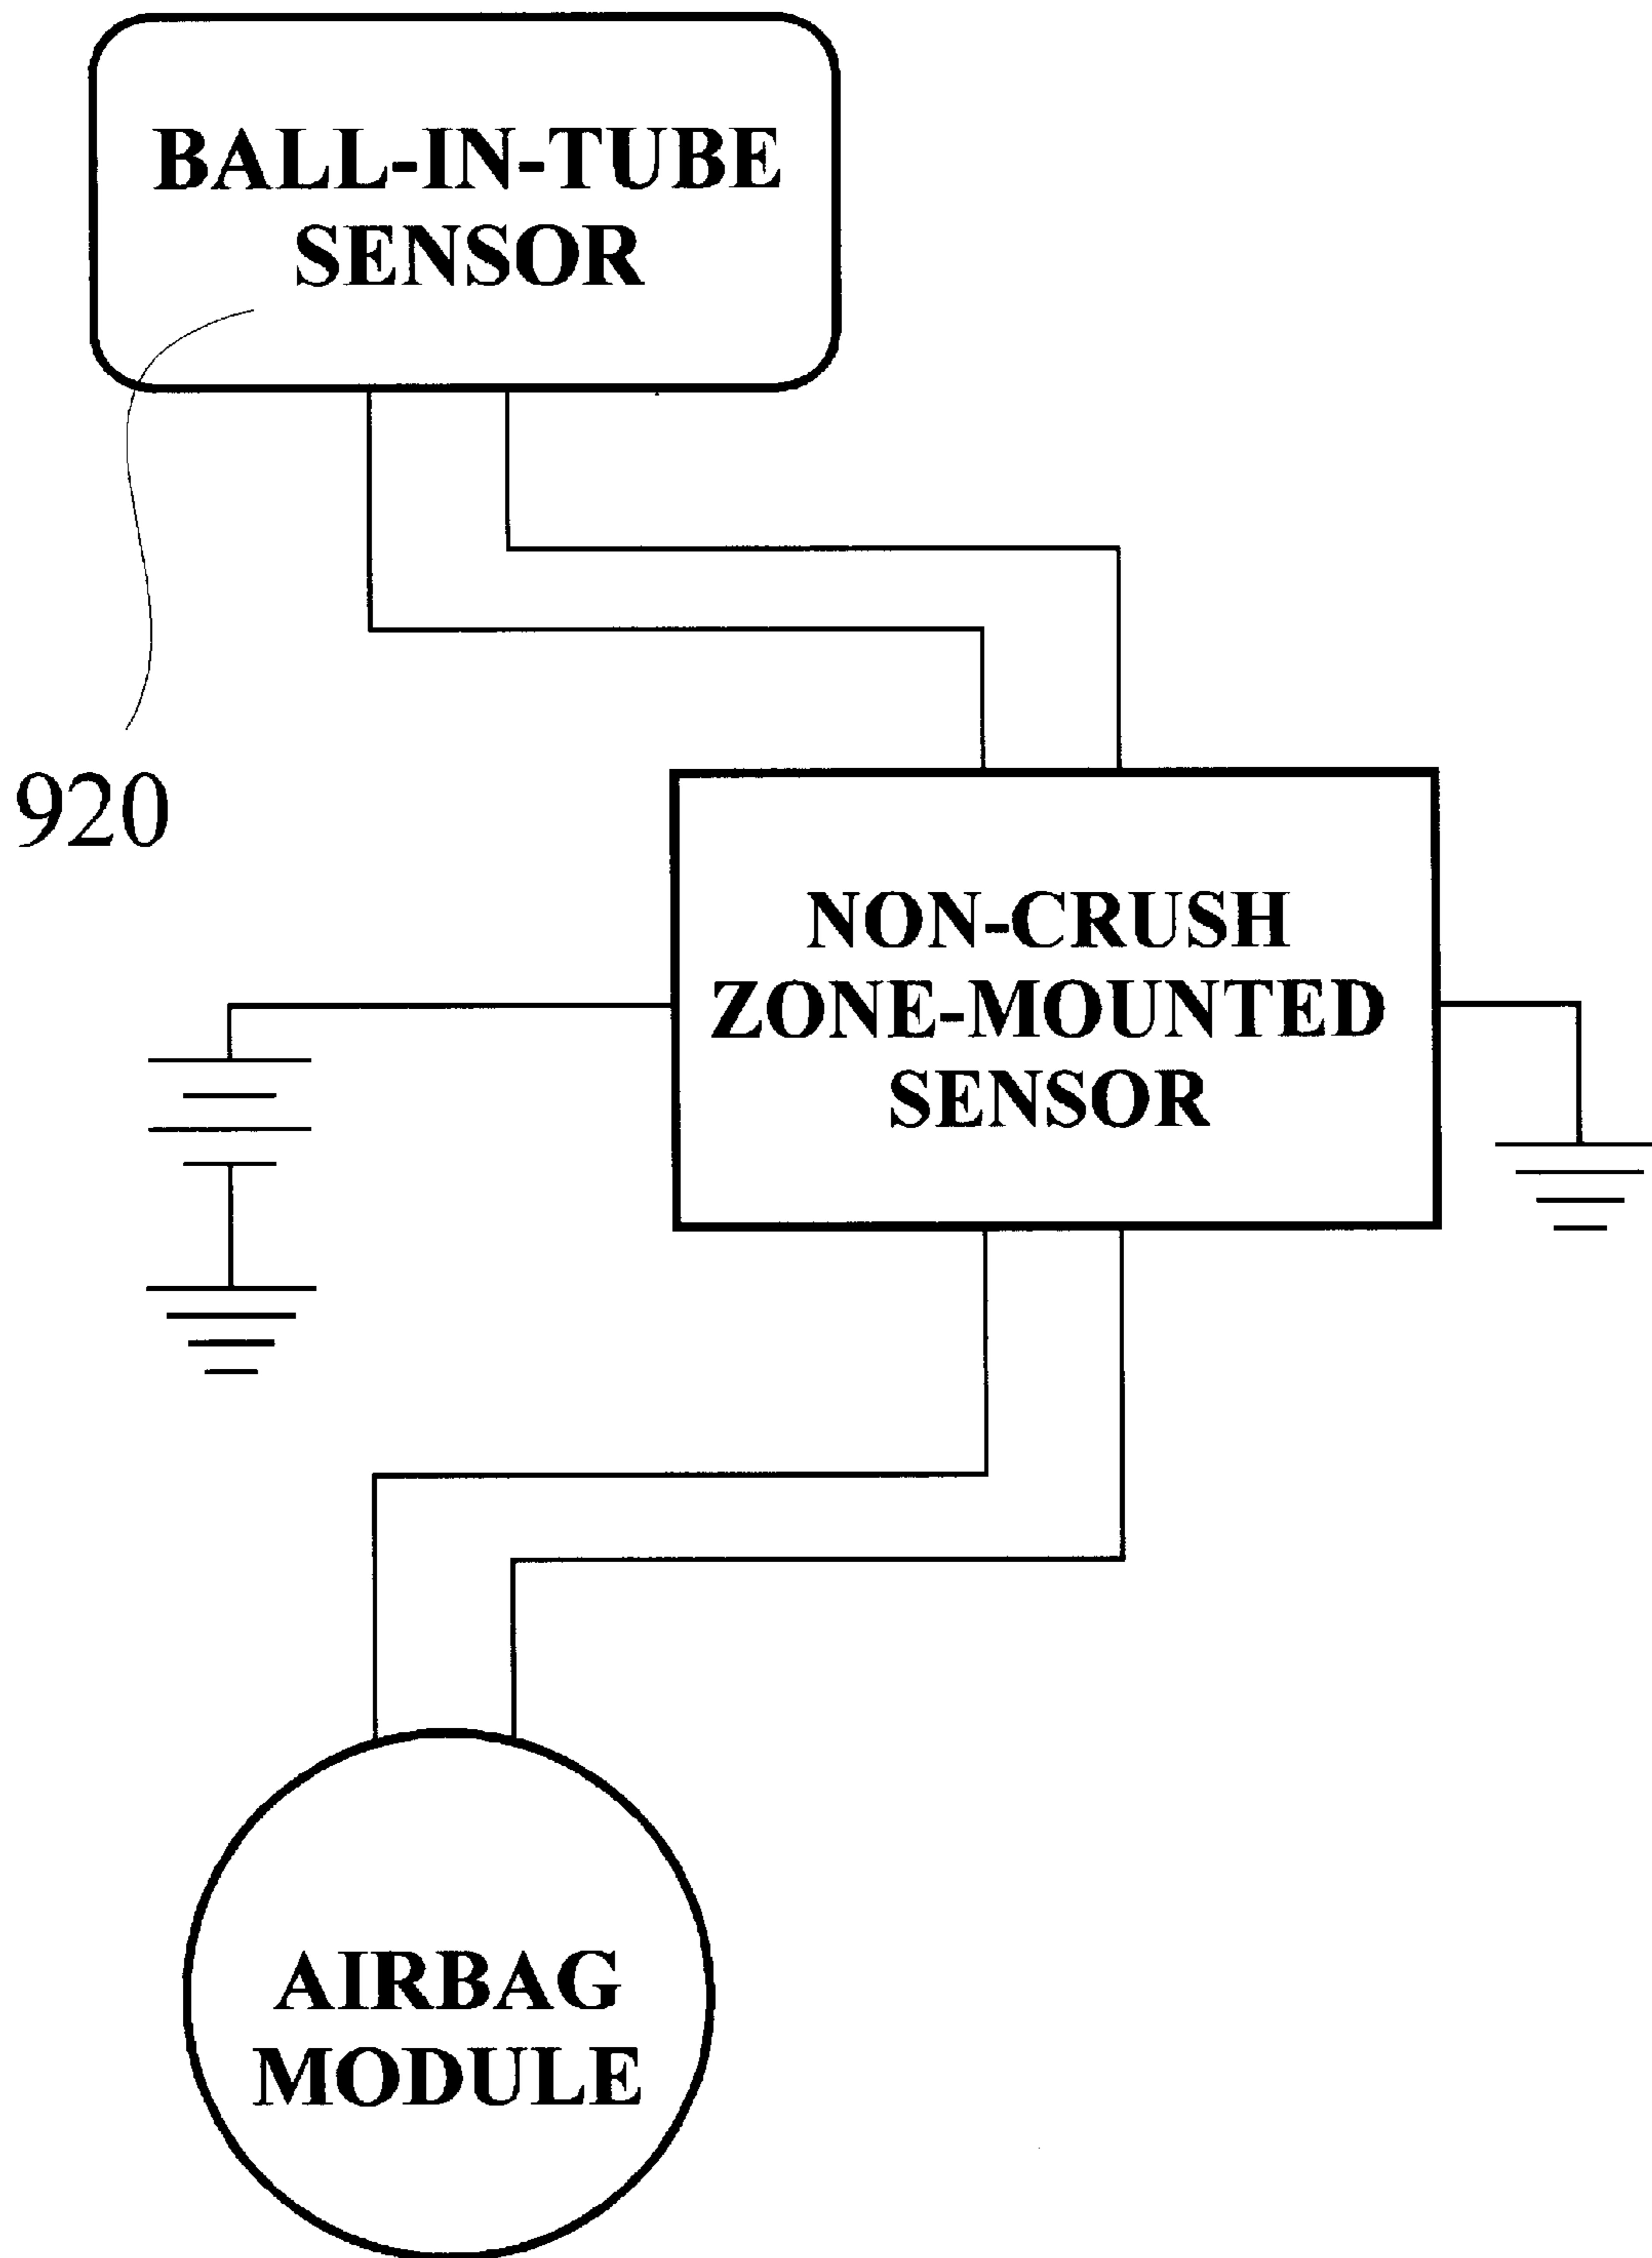 BALL-IN-TUBE
SENSOR
920
NON-CRUSH
ZONE-MOUNTED
SENSOR
AIRBAG
MODULE